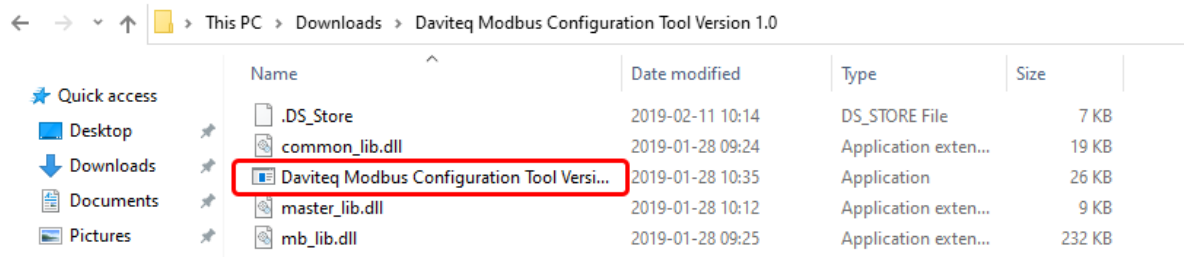 This PC > Downloads > Daviteq Modbus Configuration Tool Version 1.0
Name Date modified Type Size
Quick access
Desktop
Downloads
Documents
Pictures
.DS_Store 2019-02-11 10:14 DS_STORE File 7 KB
common_lib.dll 2019-01-28 09:24 Application exten... 19 KB
Daviteq Modbus Configuration Tool Versi... 2019-01-28 10:35 Application 26 KB
master_lib.dll 2019-01-28 10:12 Application exten... 9 KB
mb_lib.dll 2019-01-28 09:25 Application exten... 232 KB